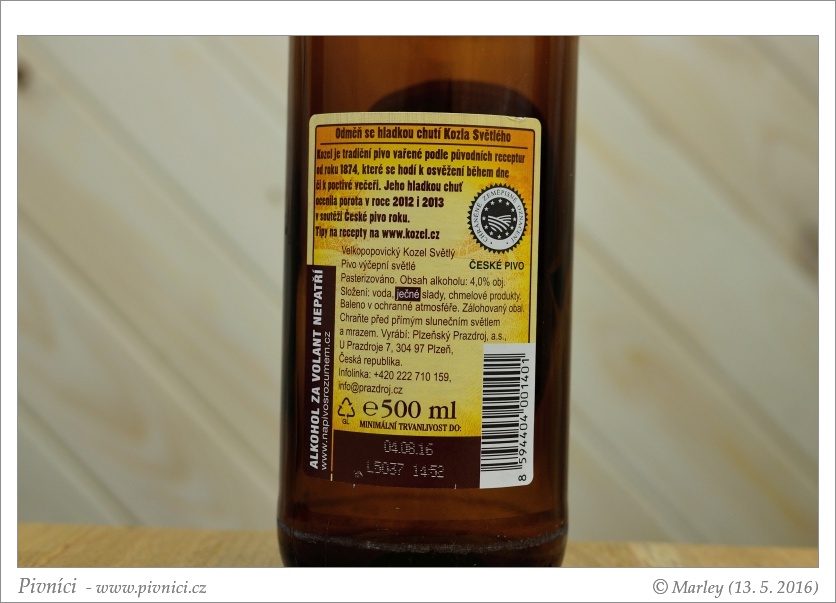 Odměň se hladkou chutí Kozla Světlého
Kozel je tradiční pivo vařené podle původních receptur
od roku 1874, které se hodí k osvěžení během dne
či k poctivé večeři. Jeho hladkou chuť
ocenila porota v roce 2012 i 2013
v soutěži České pivo roku.
Tipy na recepty na www.kozel.cz
CHRÁNĚNÉ ZEMĚPISNÉ OZNAČENÍ
ČESKÉ PIVO
Velkopopovický Kozel Světlý
Pivo výčepní světlé
Pasterizováno. Obsah alkoholu: 4,0% obj.
Složení: voda, ječné slady, chmelové produkty.
Baleno v ochranné atmosféře. Zálohovaný obal.
Chraňte před přímým slunečním světlem
a mrazem. Vyrábí: Plzeňský Prazdroj, a.s.,
U Prazdroje 7, 304 97 Plzeň,
Česká republika.
Infolinka: +420 222 710 159,
info@prazdroj.cz
GL
℮500 ml
MINIMÁLNÍ TRVANLIVOST DO:
04.08.16
L5037 14:52
ALKOHOL ZA VOLANT NEPATŘÍ
www.napivosrozumem.cz
8 594404 001401
Pivníci - www.pivnici.cz
© Marley (13. 5. 2016)